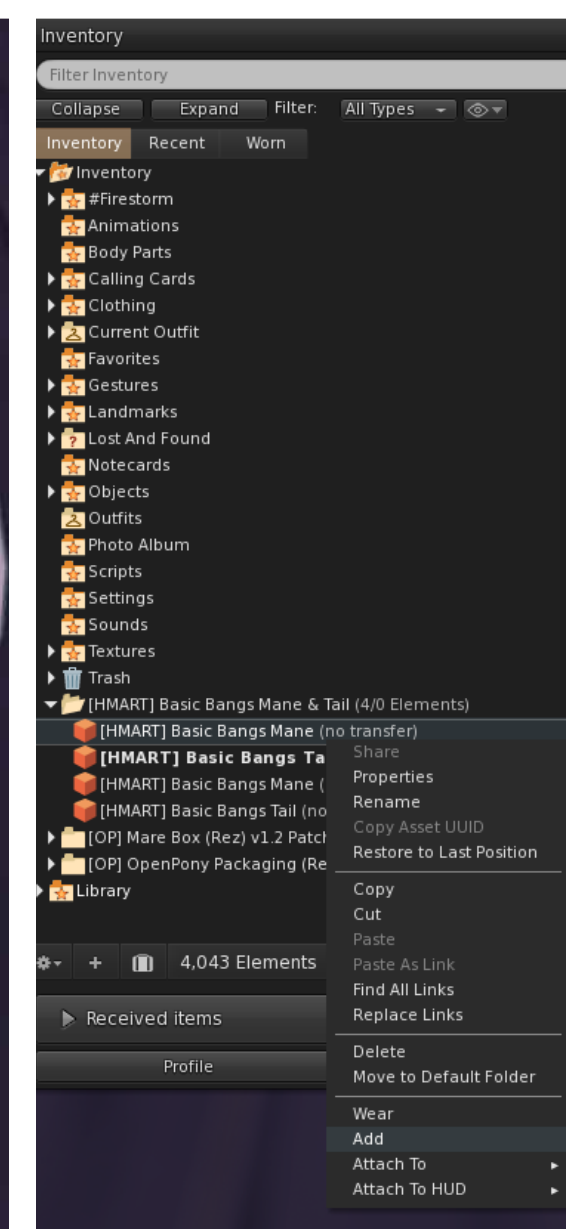 Inventory
Filter Inventory
Collapse Expand Filter: All Types
Inventory Recent Worn
Inventory
#Firestorm
Animations
Body Parts
Calling Cards
Clothing
Current Outfit
Favorites
Gestures
Landmarks
Lost And Found
Notecards
Objects
Outfits
Photo Album
Scripts
Settings
Sounds
Textures
Trash
[HMART] Basic Bangs Mane & Tail (4/0 Elements)
[HMART] Basic Bangs Mane (no transfer)
[HMART] Basic Bangs Ta
[HMART] Basic Bangs Mane (
[HMART] Basic Bangs Tail (no
[OP] Mare Box (Rez) v1.2 Patch
[OP] OpenPony Packaging (Re
Library
4,043 Elements
Received items
Profile
Share
Properties
Rename
Copy Asset UUID
Restore to Last Position
Copy
Cut
Paste
Paste As Link
Find All Links
Replace Links
Delete
Move to Default Folder
Wear
Add
Attach To
Attach To HUD